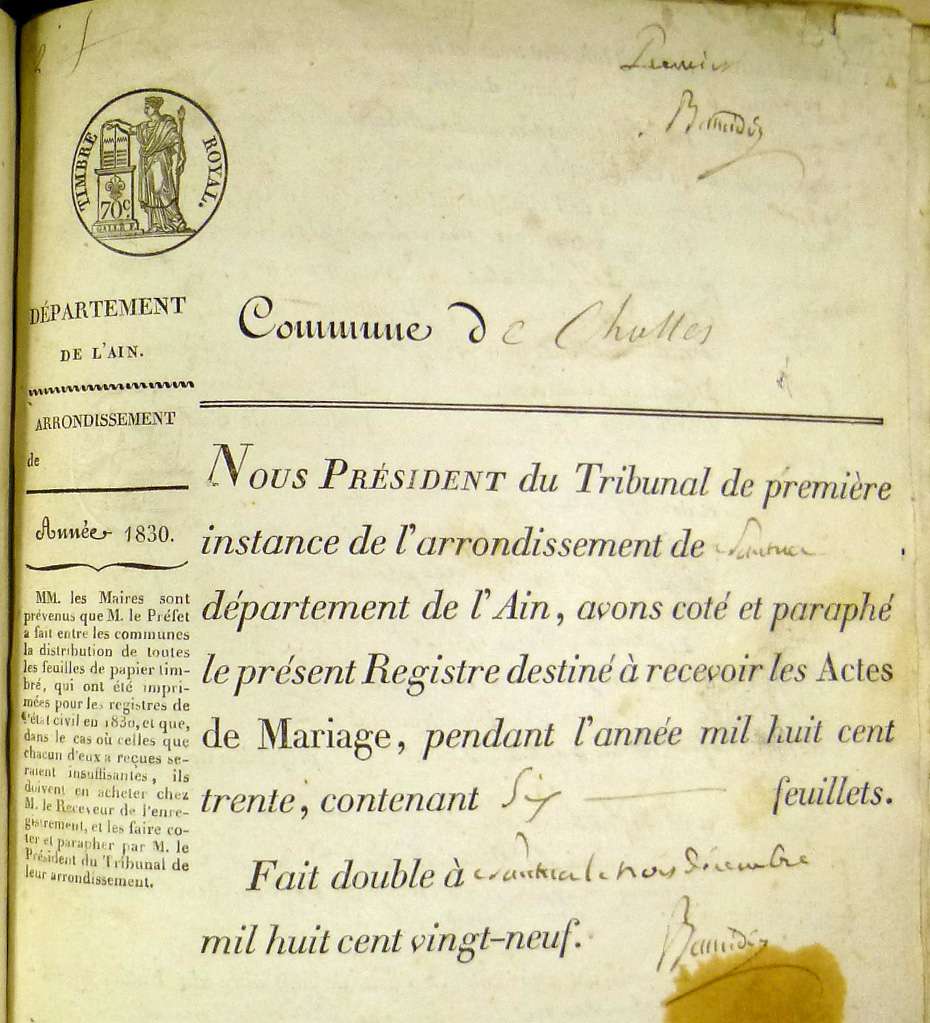 Premier
TIMBRE ROYAL.
70c.
DÉPARTEMENT
DE L'AIN.
ARRONDISSEMENT
de
Année 1830.
MM. les Maires sont
prévenus que M. le Préfet
a fait entre les communes
la distribution de toutes
les feuilles de papier tim-
bré, qui ont été impri-
mées pour les registres de
l'état civil en 1830, et que,
dans le cas où celles que
chacun d'eux a reçues se-
raient insuffisantes, ils
doivent en acheter chez
M. le Receveur de l'enre-
gistrement, et les faire co-
ter et parapher par M. le
Président du Tribunal de
leur arrondissement.
Commune de Challes
NOUS PRÉSIDENT du Tribunal de première
instance de l'arrondissement de Nantua
département de l'Ain, avons coté et paraphé
le présent Registre destiné à recevoir les Actes
de Mariage, pendant l'année mil huit cent
trente, contenant Six feuillets.
Fait double à Nantua le trois décembre
mil huit cent vingt-neuf.